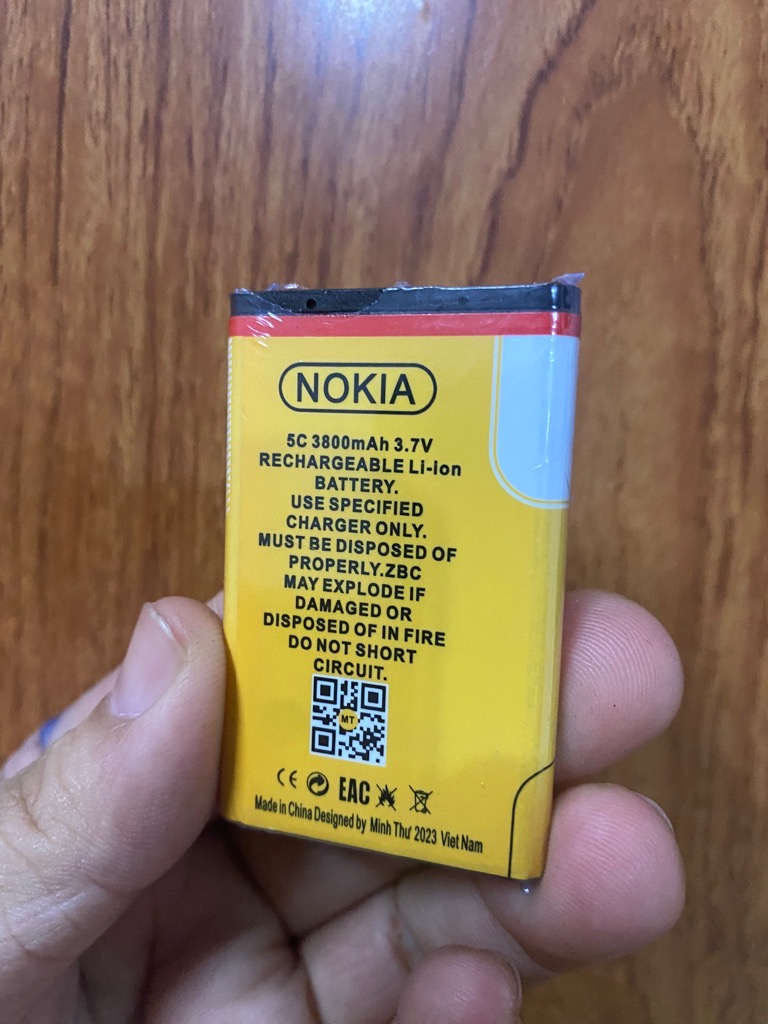 NOKIA
5C 3800mAh 3.7V
RECHARGEABLE Li-ion
BATTERY.
USE SPECIFIED
CHARGER ONLY.
MUST BE DISPOSED OF
PROPERLY.ZBC
MAY EXPLODE IF
DAMAGED OR
DISPOSED OF IN FIRE
DO NOT SHORT
CIRCUIT.
MT
CE EAC
Made in China Designed by Minh Thư 2023 Viet Nam